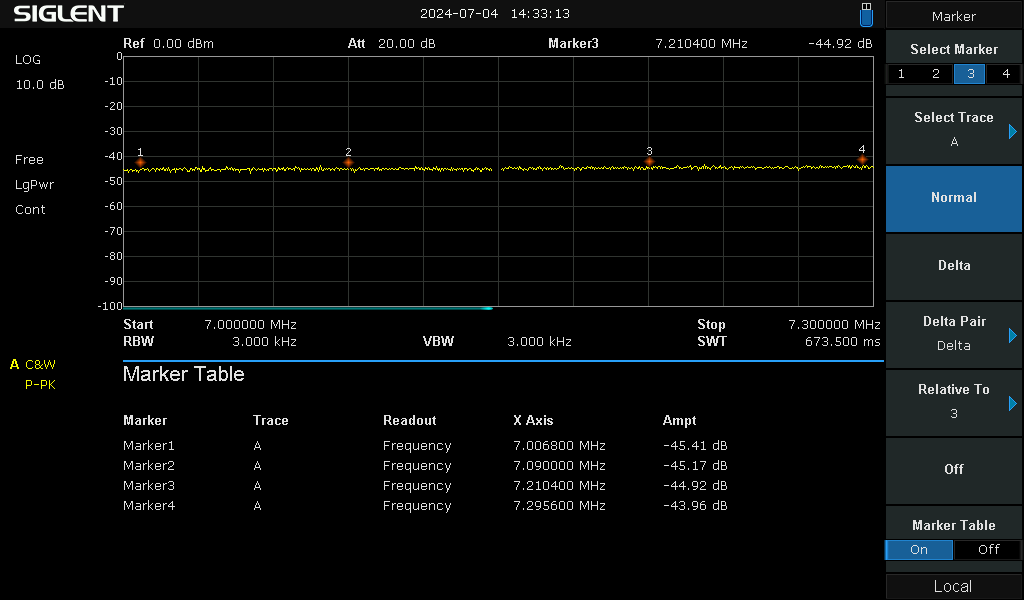 SIGLENT
2024-07-04 14:33:13
Marker
Ref 0.00 dBm Att 20.00 dB Marker3 7.210400 MHz -44.92 dB
LOG
10.0 dB
Free
LgPwr
Cont
0
-10
-20
-30
-40
-50
-60
-70
-80
-90
-100
1 2 3 4
Start 7.000000 MHz Stop 7.300000 MHz
RBW 3.000 kHz VBW 3.000 kHz SWT 673.500 ms
A C&W
P-PK
Marker Table
Marker Trace Readout X Axis Ampt
Marker1 A Frequency 7.006800 MHz -45.41 dB
Marker2 A Frequency 7.090000 MHz -45.17 dB
Marker3 A Frequency 7.210400 MHz -44.92 dB
Marker4 A Frequency 7.295600 MHz -43.96 dB
Select Marker
1 2 3 4
Select Trace
A
Normal
Delta
Delta Pair
Delta
Relative To
3
Off
Marker Table
On Off
Local